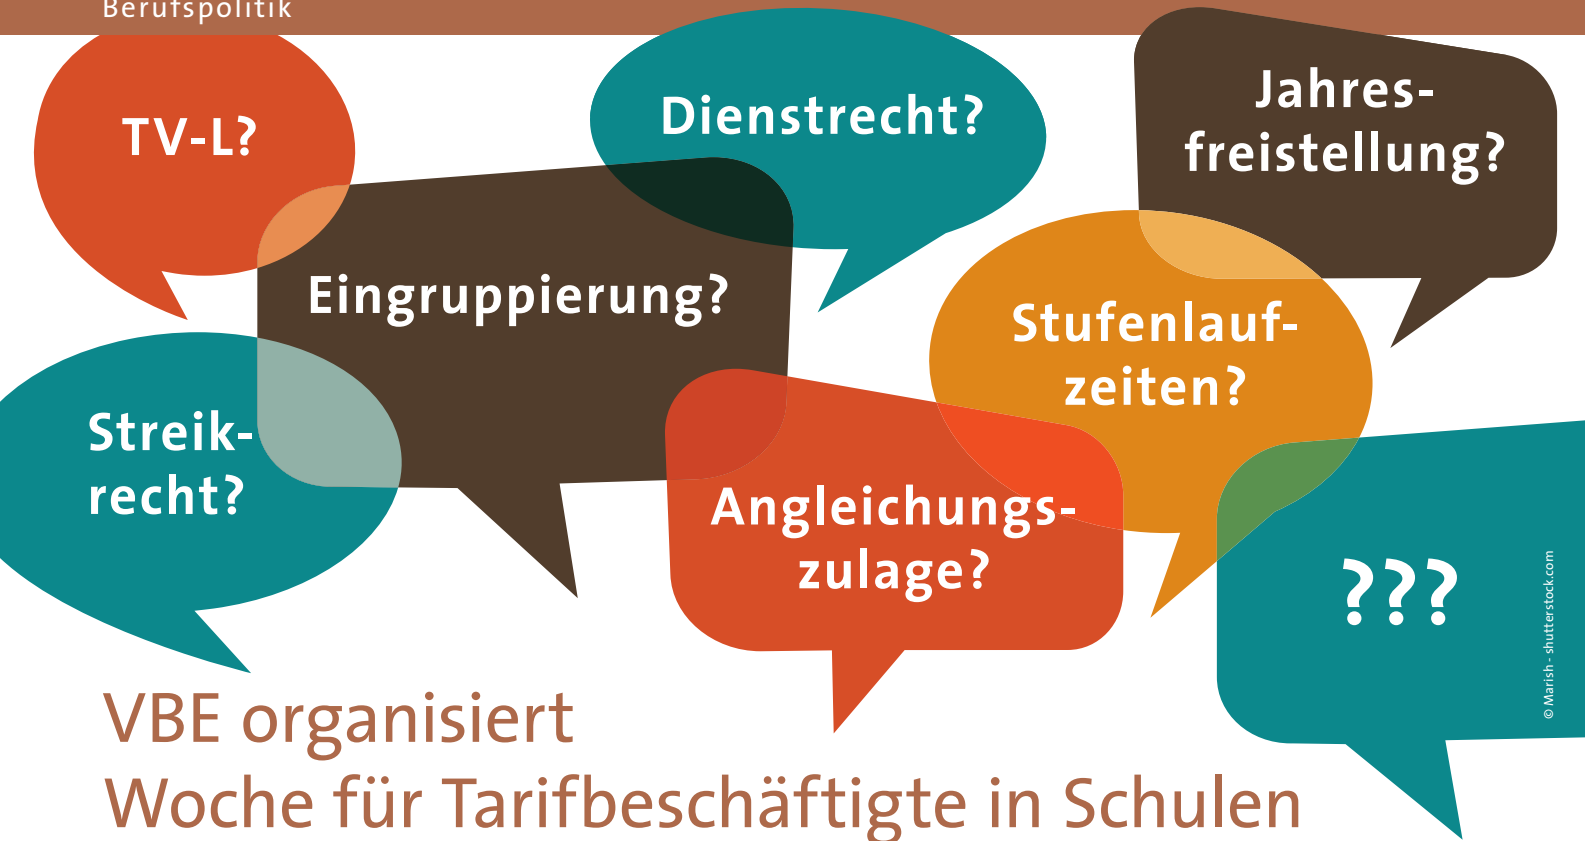 Berufspolitik
TV-L?
Dienstrecht?
Jahres-
freistellung?
Eingruppierung?
Stufenlauf-
zeiten?
Streik-
recht?
Angleichungs-
zulage?
???
© Marish - shutterstock.com
VBE organisiert
Woche für Tarifbeschäftigte in Schulen